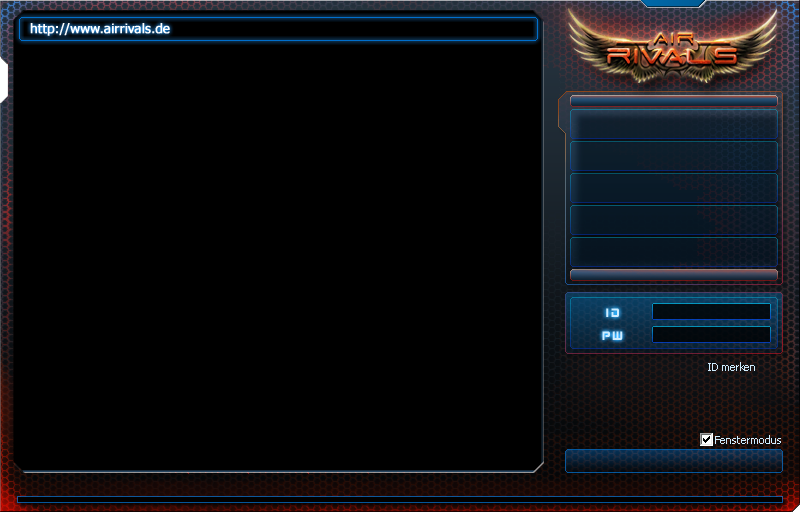 http://www.airrivals.de
AIR
RIVALS
ID
PW
ID merken
Fenstermodus